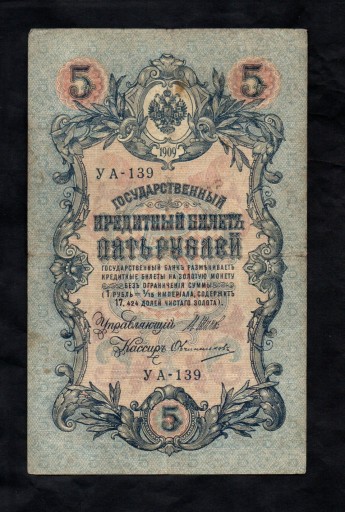 5 5
1909
УА-139
ГОСУДАРСТВЕННЫЙ
КРЕДИТНЫЙ БИЛЕТЪ
ПЯТЬ РУБЛЕЙ
ГОСУДАРСТВЕННЫЙ БАНКЪ РАЗМѢНИВАЕТЪ
КРЕДИТНЫЕ БИЛЕТЫ НА ЗОЛОТУЮ МОНЕТУ
БЕЗЪ ОГРАНИЧЕНІЯ СУММЫ
(1 РУБЛЬ = 1/15 ИМПЕРІАЛА, СОДЕРЖИТЪ
17,424 ДОЛЕЙ ЧИСТАГО ЗОЛОТА).
Управляющій
Кассиръ
УА-139
5